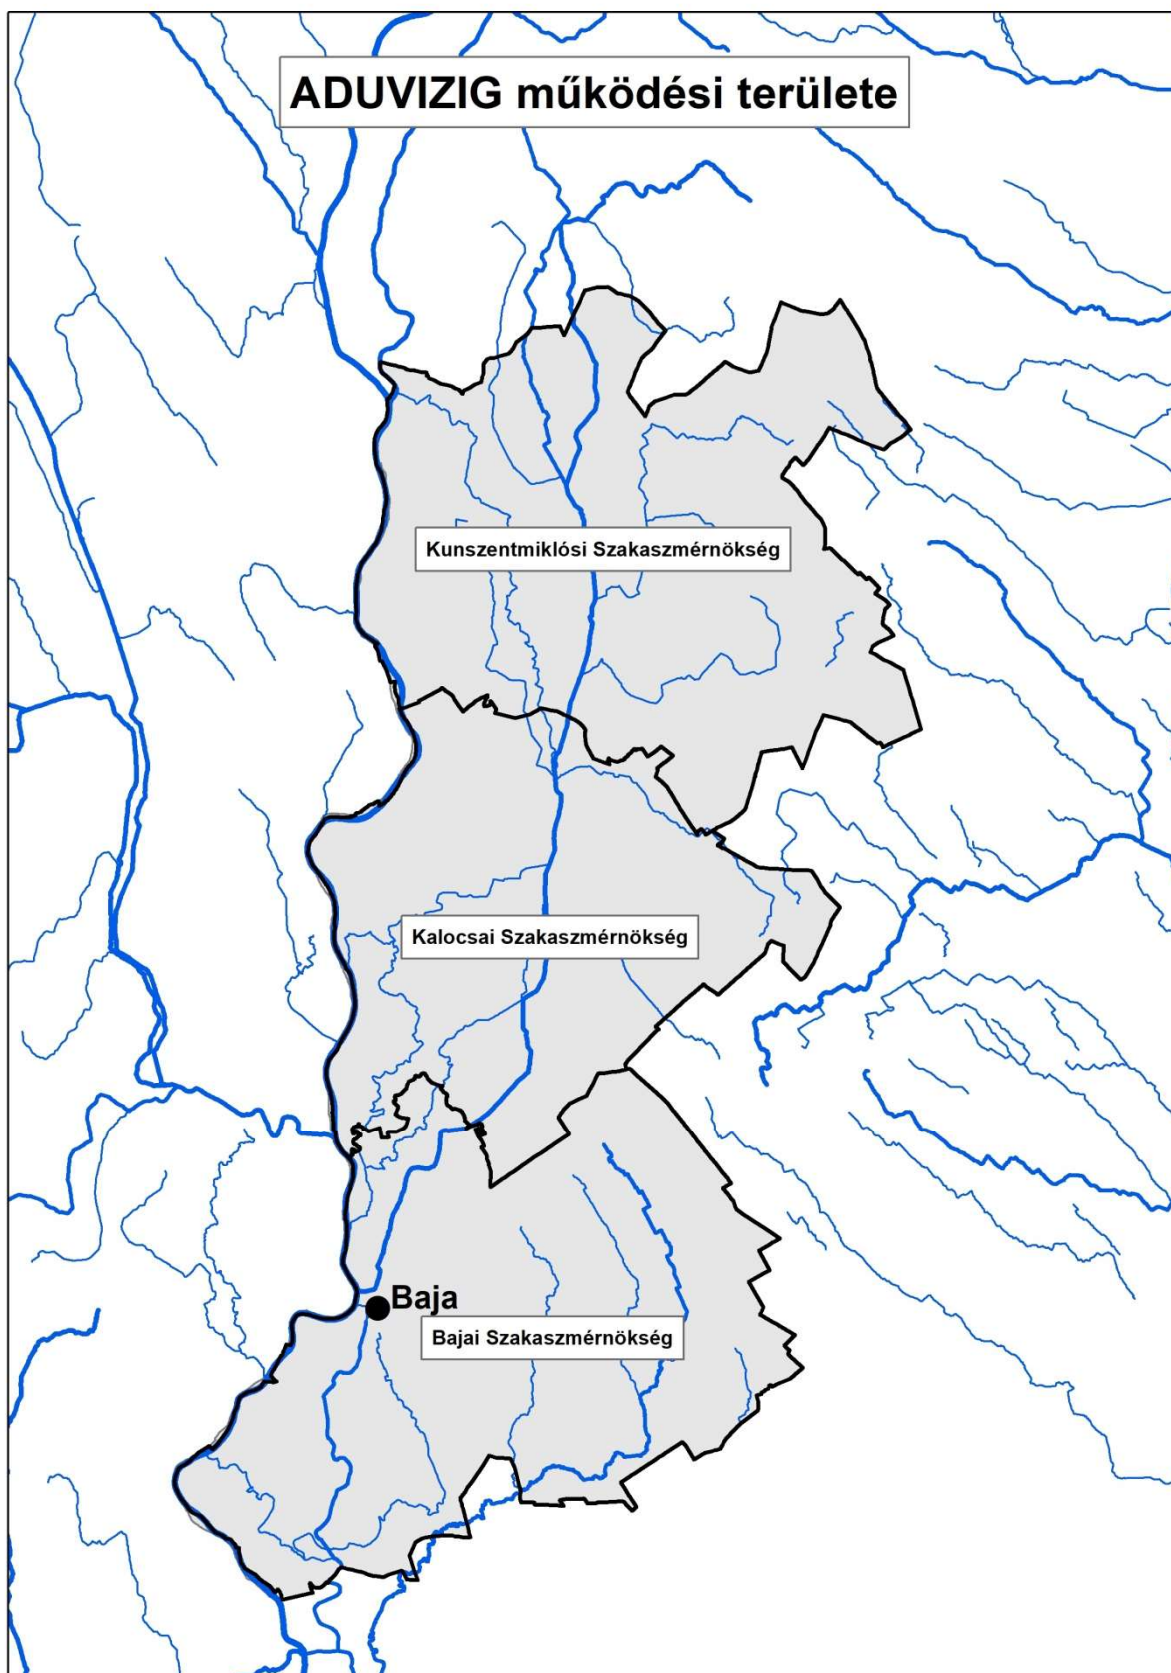 ADUVIZIG működési területe
Kunszentmiklósi Szakaszmérnökség
Kalocsai Szakaszmérnökség
Baja
Bajai Szakaszmérnökség